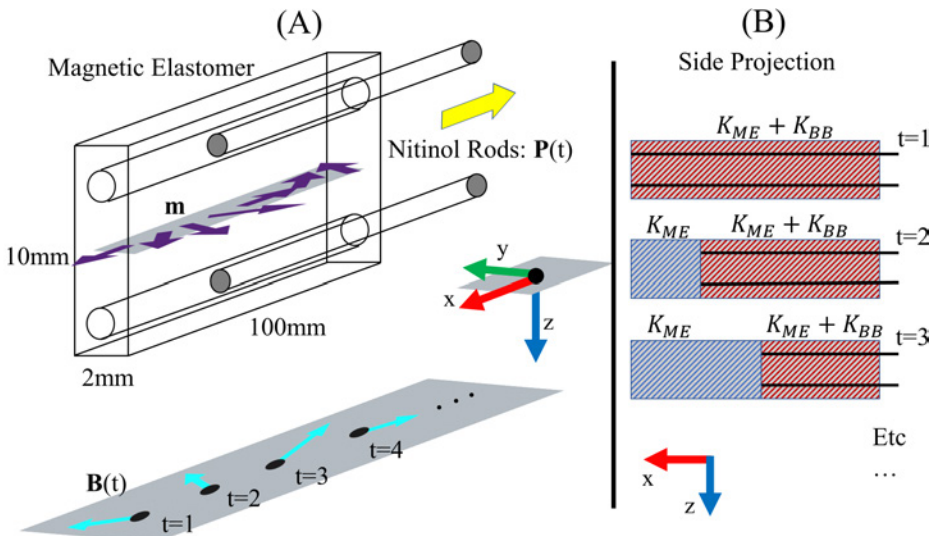 (A)
Magnetic Elastomer
Nitinol Rods: P(t)
m
10mm
100mm
2mm
y
x
z
B(t)
t=1
t=2
t=3
t=4
...
(B)
Side Projection
K_ME + K_BB
t=1
K_ME K_ME + K_BB
t=2
K_ME K_ME + K_BB
t=3
Etc
...
x
z